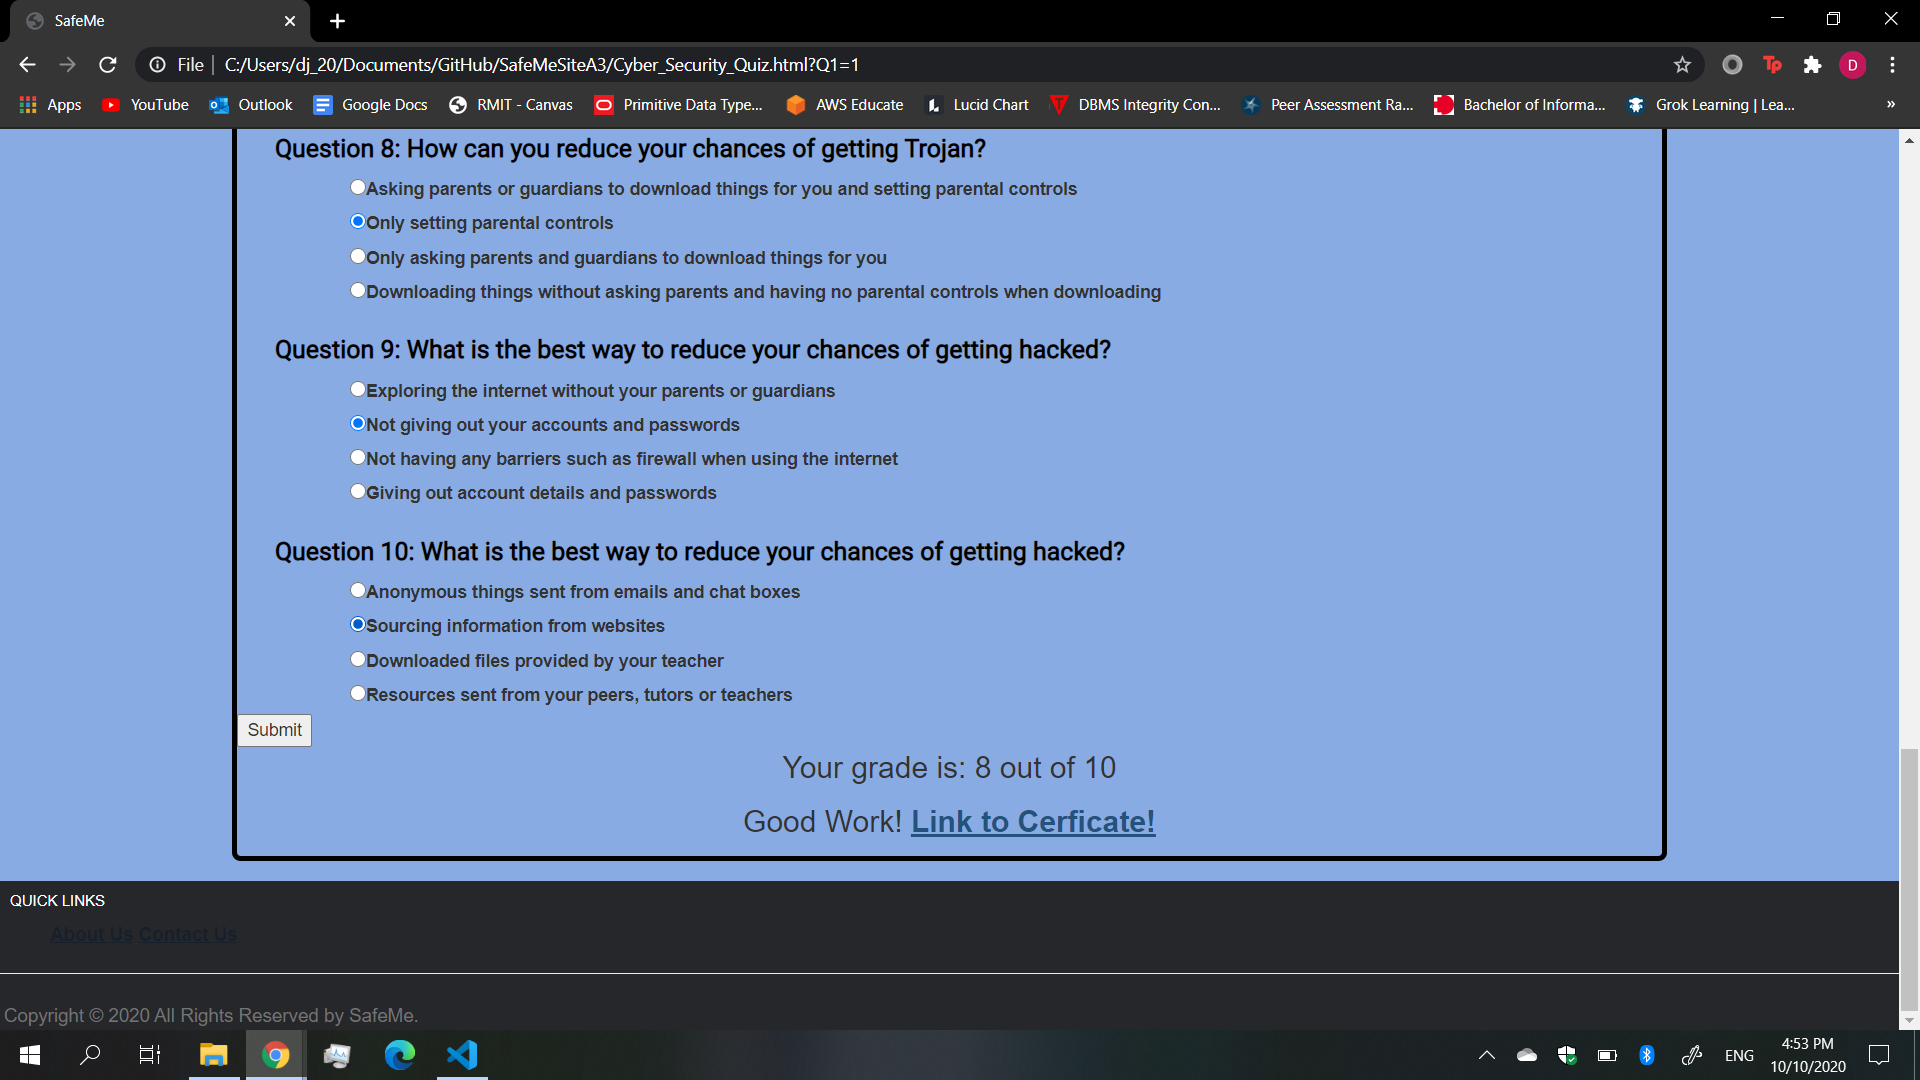 SafeMe
File | C:/Users/dj_20/Documents/GitHub/SafeMeSiteA3/Cyber_Security_Quiz.html?Q1=1
Tp
D
Apps YouTube Outlook Google Docs RMIT - Canvas Primitive Data Type... AWS Educate Lucid Chart DBMS Integrity Con... Peer Assessment Ra... Bachelor of Informa... Grok Learning | Lea... »
Question 8: How can you reduce your chances of getting Trojan?
Asking parents or guardians to download things for you and setting parental controls
Only setting parental controls
Only asking parents and guardians to download things for you
Downloading things without asking parents and having no parental controls when downloading
Question 9: What is the best way to reduce your chances of getting hacked?
Exploring the internet without your parents or guardians
Not giving out your accounts and passwords
Not having any barriers such as firewall when using the internet
Giving out account details and passwords
Question 10: What is the best way to reduce your chances of getting hacked?
Anonymous things sent from emails and chat boxes
Sourcing information from websites
Downloaded files provided by your teacher
Resources sent from your peers, tutors or teachers
Submit
Your grade is: 8 out of 10
Good Work! Link to Cerficate!
QUICK LINKS
About Us Contact Us
Copyright © 2020 All Rights Reserved by SafeMe.
ENG
4:53 PM
10/10/2020